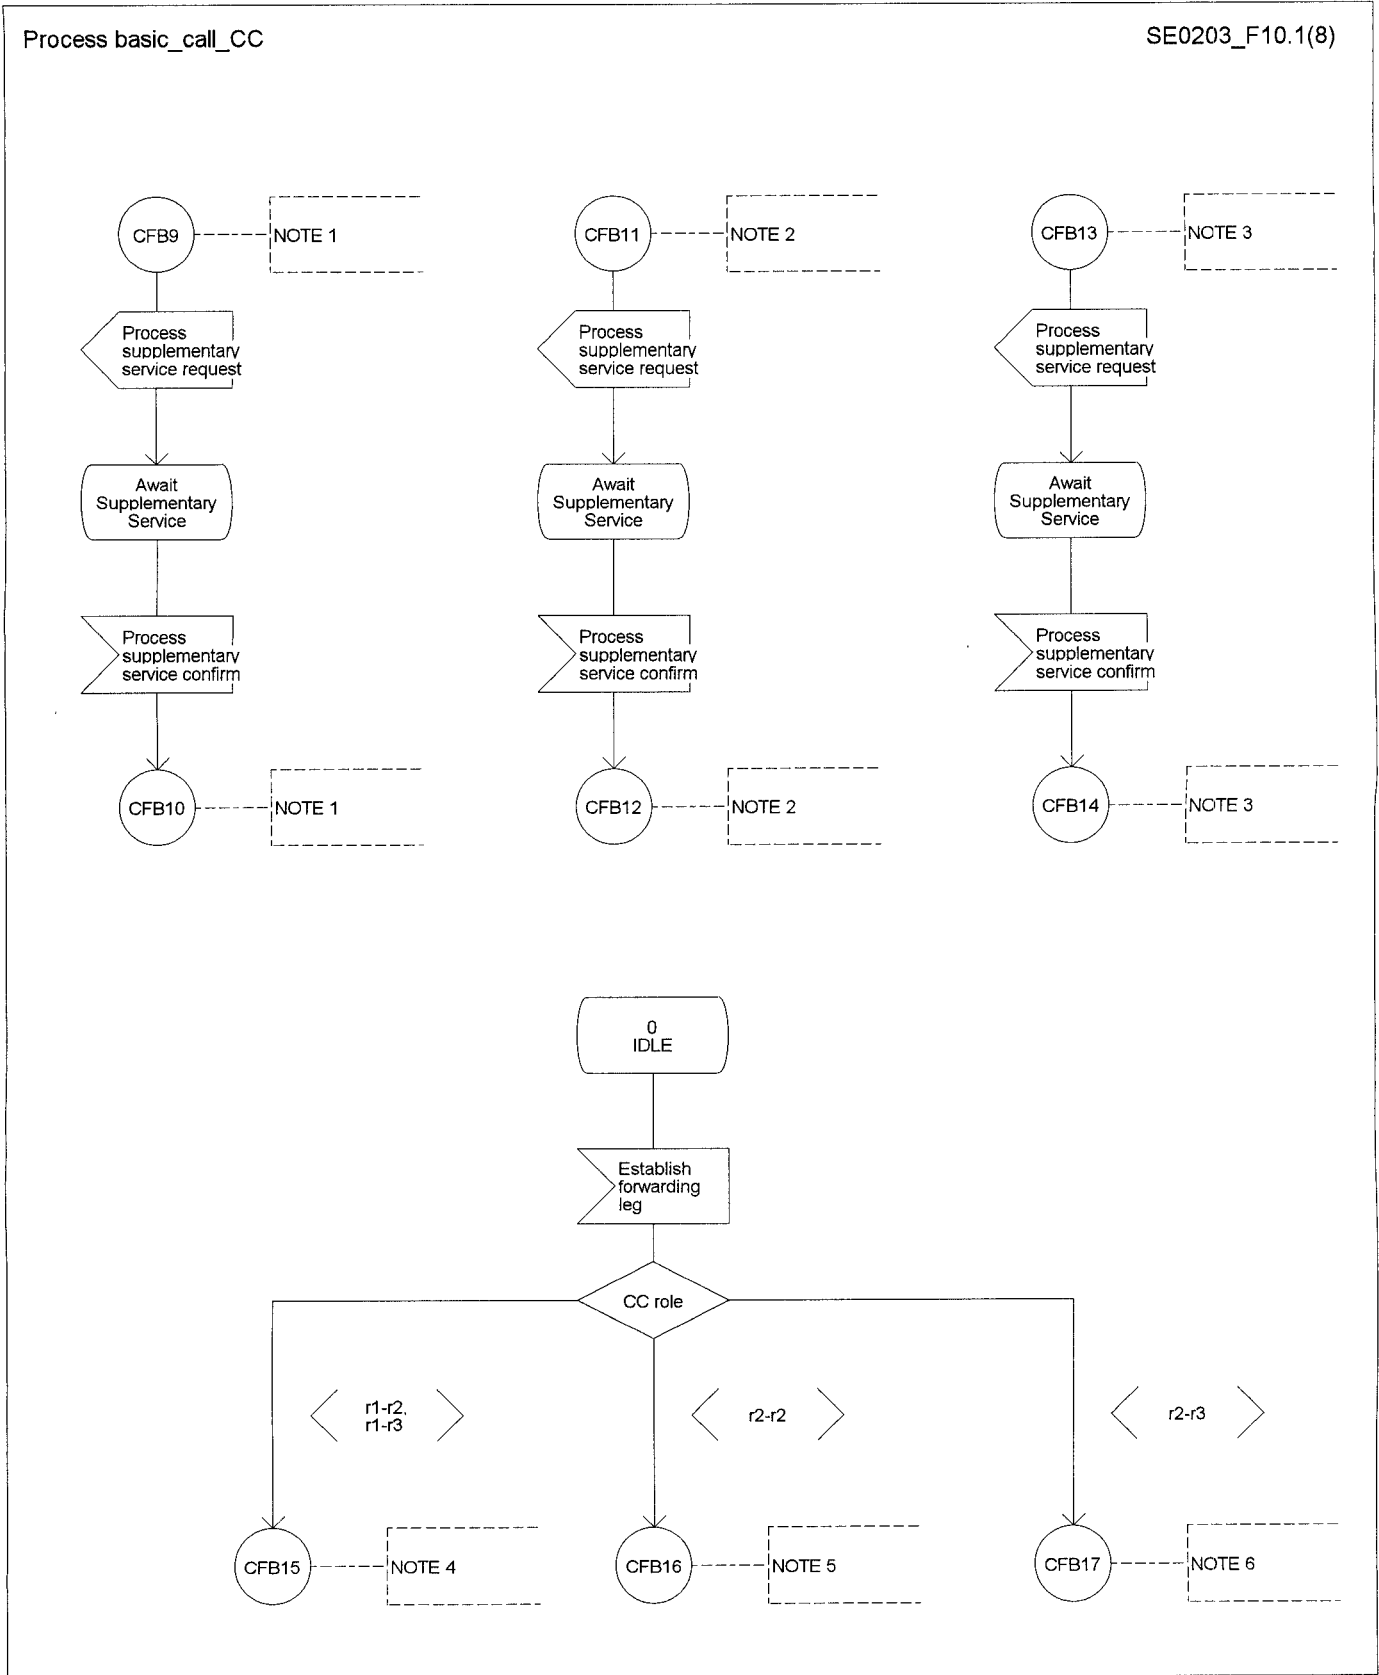 Process basic_call_CC
SE0203_F10.1(8)
CFB9
NOTE 1
CFB11
NOTE 2
CFB13
NOTE 3
Process
supplementary
service request
Process
supplementary
service request
Process
supplementary
service request
Await
Supplementary
Service
Await
Supplementary
Service
Await
Supplementary
Service
Process
supplementary
service confirm
Process
supplementary
service confirm
Process
supplementary
service confirm
CFB10
NOTE 1
CFB12
NOTE 2
CFB14
NOTE 3
0
IDLE
Establish
forwarding
leg
CC role
r1-r2,
r1-r3
r2-r2
r2-r3
CFB15
NOTE 4
CFB16
NOTE 5
CFB17
NOTE 6